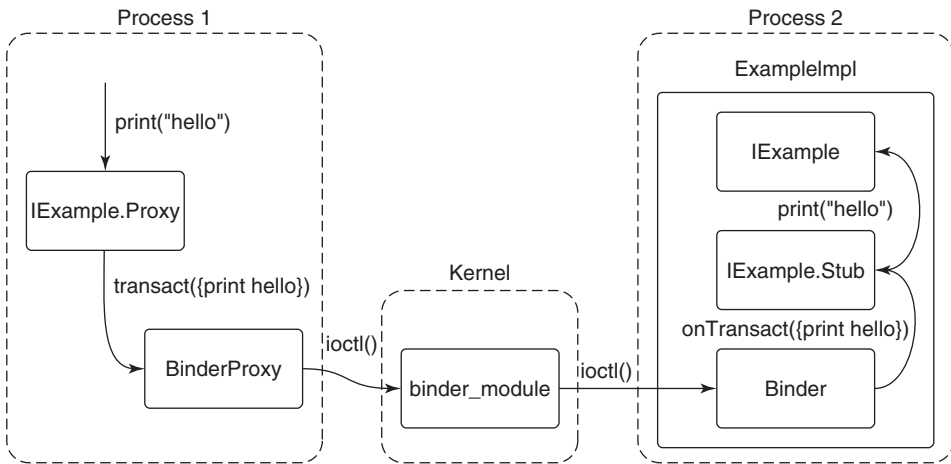 Process 1
print("hello")
IExample.Proxy
transact({print hello})
BinderProxy
ioctl()
Kernel
binder_module
ioctl()
Process 2
ExampleImpl
IExample
print("hello")
IExample.Stub
onTransact({print hello})
Binder